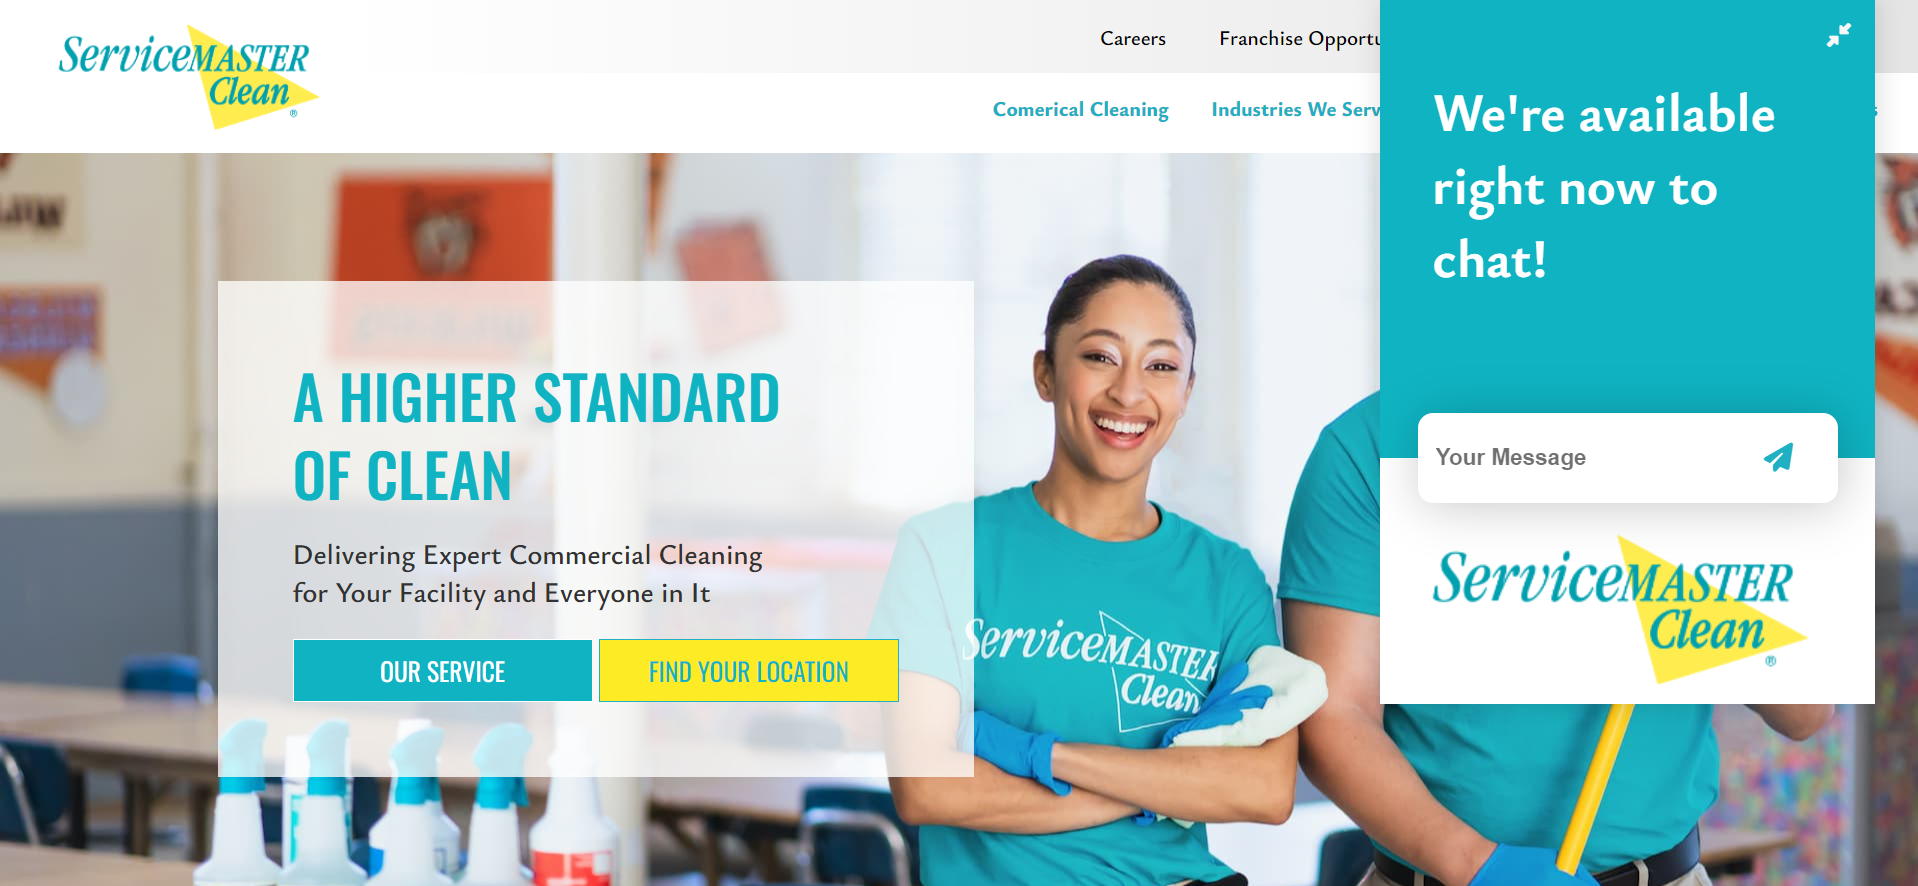 ServiceMASTER
Clean
®
Careers
Franchise Opportu
Comerical Cleaning
Industries We Serv
s
We're available
right now to
chat!
Your Message
ServiceMASTER
Clean
®
A HIGHER STANDARD
OF CLEAN
Delivering Expert Commercial Cleaning
for Your Facility and Everyone in It
OUR SERVICE
FIND YOUR LOCATION
ServiceMASTER
Clean